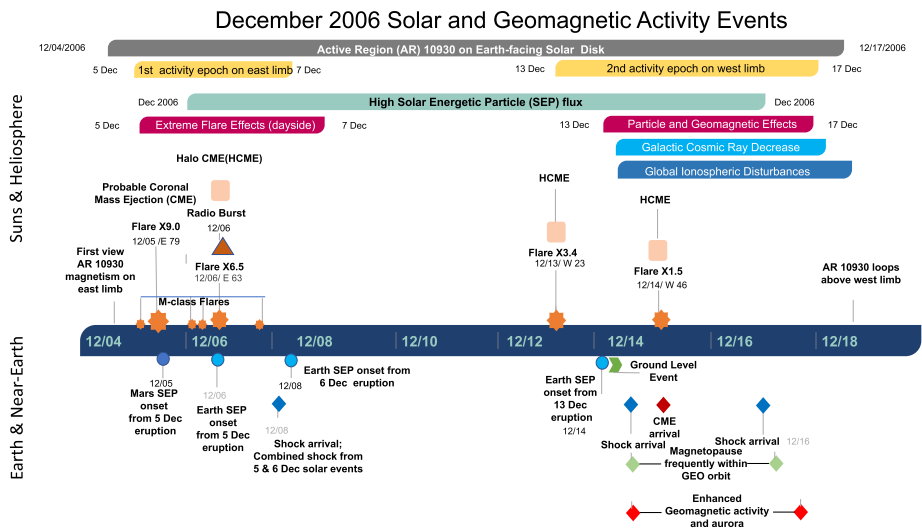 December 2006 Solar and Geomagnetic Activity Events
12/04/2006
Active Region (AR) 10930 on Earth-facing Solar Disk
12/17/2006
5 Dec
1st activity epoch on east limb
7 Dec
13 Dec
2nd activity epoch on west limb
17 Dec
Dec 2006
High Solar Energetic Particle (SEP) flux
Dec 2006
5 Dec
Extreme Flare Effects (dayside)
7 Dec
13 Dec
Particle and Geomagnetic Effects
17 Dec
Galactic Cosmic Ray Decrease
Global Ionospheric Disturbances
Suns & Heliosphere
Halo CME(HCME)
Probable Coronal
Mass Ejection (CME)
Radio Burst
12/06
Flare X9.0
12/05 /E 79
Flare X6.5
12/06/ E 63
First view
AR 10930
magnetism on
east limb
M-class Flares
HCME
Flare X3.4
12/13/ W 23
HCME
Flare X1.5
12/14/ W 46
AR 10930 loops
above west limb
12/04
12/06
12/08
12/10
12/12
12/14
12/16
12/18
Earth & Near-Earth
12/05
Mars SEP
onset
from 5 Dec
eruption
12/06
Earth SEP
onset
from 5 Dec
eruption
12/08
Earth SEP onset from
6 Dec eruption
12/08
Shock arrival;
Combined shock from
5 & 6 Dec solar events
Earth SEP
onset from
13 Dec
eruption
12/14
Ground Level
Event
Shock arrival
CME
arrival
Shock arrival
12/16
Magnetopause
frequently within
GEO orbit
Enhanced
Geomagnetic activity
and aurora